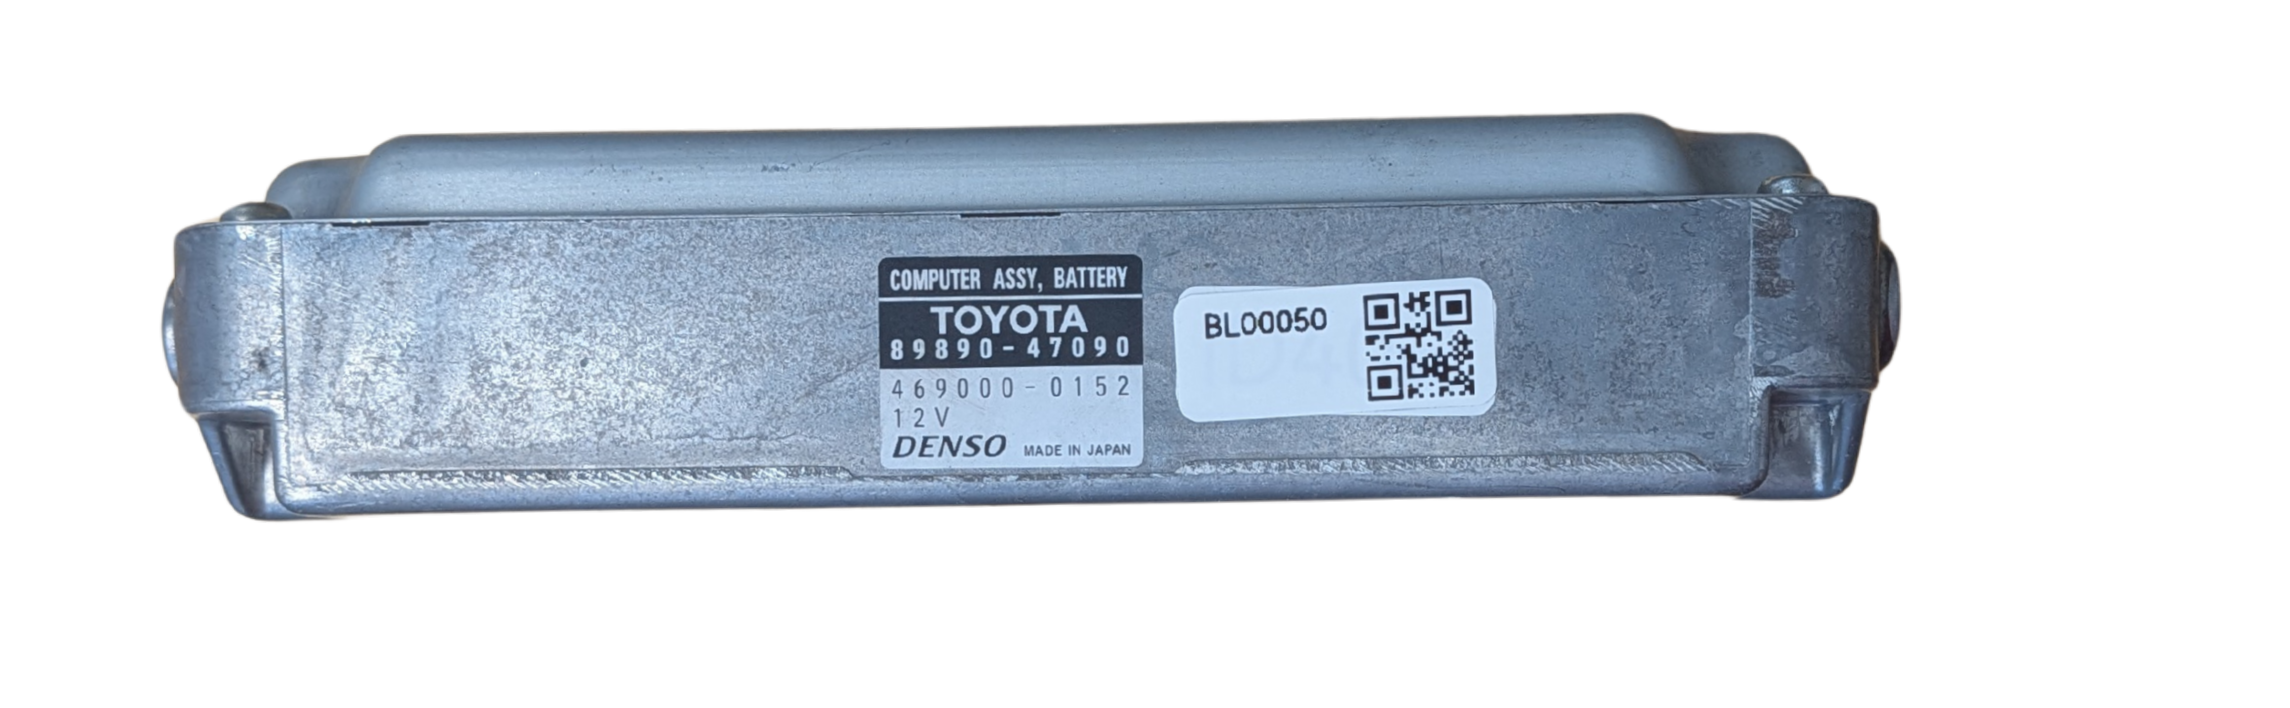 COMPUTER ASSY, BATTERY
TOYOTA
89890-47090
469000-0152
12V
DENSO MADE IN JAPAN
BL00050